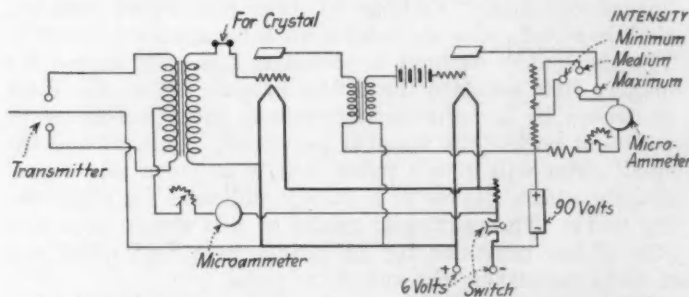 For Crystal
INTENSITY
Minimum
Medium
Maximum
Transmitter
Micro-
Ammeter
+
-
90 Volts
Microammeter
6 Volts
+
-
Switch